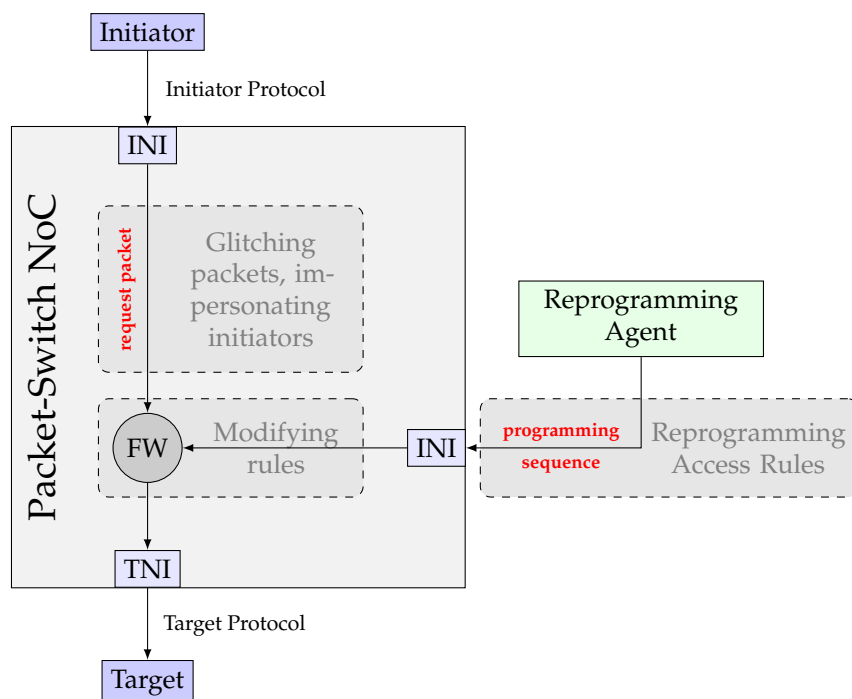 Initiator
Initiator Protocol
INI
Packet-Switch NoC
request packet
Glitching
packets, im-
personating
initiators
Reprogramming
Agent
FW
Modifying
rules
INI
programming
sequence
Reprogramming
Access Rules
TNI
Target Protocol
Target